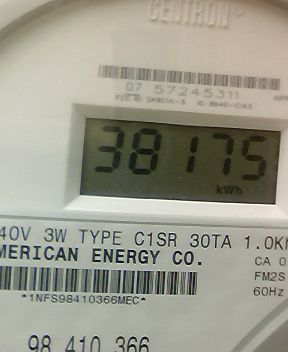 CENTRON®
07 57245311
38175
kWh
40V 3W TYPE C1SR 30TA 1.0K
MERICAN ENERGY CO.
CA 0
FM2S
60Hz
*1NFS98410366MEC*
98 410 366